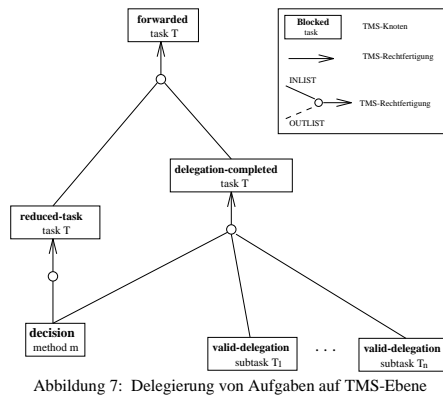 forwarded
task T
Blocked
task
TMS-Knoten
TMS-Rechtfertigung
INLIST
TMS-Rechtfertigung
OUTLIST
delegation-completed
task T
reduced-task
task T
decision
method m
valid-delegation
subtask T1
. . .
valid-delegation
subtask Tn
Abbildung 7: Delegierung von Aufgaben auf TMS-Ebene